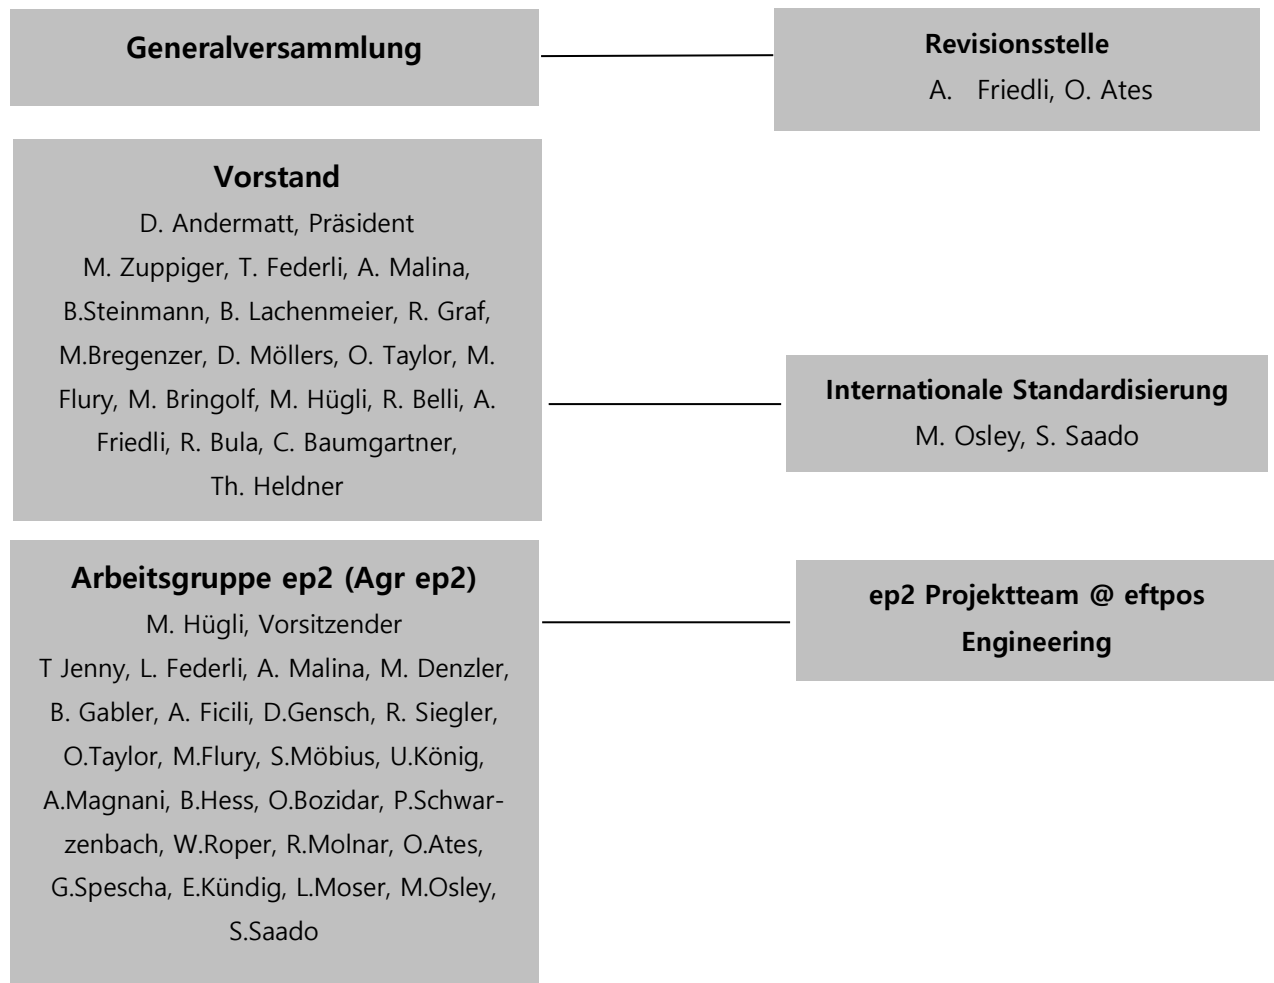 Generalversammlung
Revisionsstelle
A. Friedli, O. Ates
Vorstand
D. Andermatt, Präsident
M. Zuppiger, T. Federli, A. Malina,
B.Steinmann, B. Lachenmeier, R. Graf,
M.Bregenzer, D. Möllers, O. Taylor, M.
Flury, M. Bringolf, M. Hügli, R. Belli, A.
Friedli, R. Bula, C. Baumgartner,
Th. Heldner
Internationale Standardisierung
M. Osley, S. Saado
Arbeitsgruppe ep2 (Agr ep2)
M. Hügli, Vorsitzender
T Jenny, L. Federli, A. Malina, M. Denzler,
B. Gabler, A. Ficili, D.Gensch, R. Siegler,
O.Taylor, M.Flury, S.Möbius, U.König,
A.Magnani, B.Hess, O.Bozidar, P.Schwar-
zenbach, W.Roper, R.Molnar, O.Ates,
G.Spescha, E.Kündig, L.Moser, M.Osley,
S.Saado
ep2 Projektteam @ eftpos
Engineering